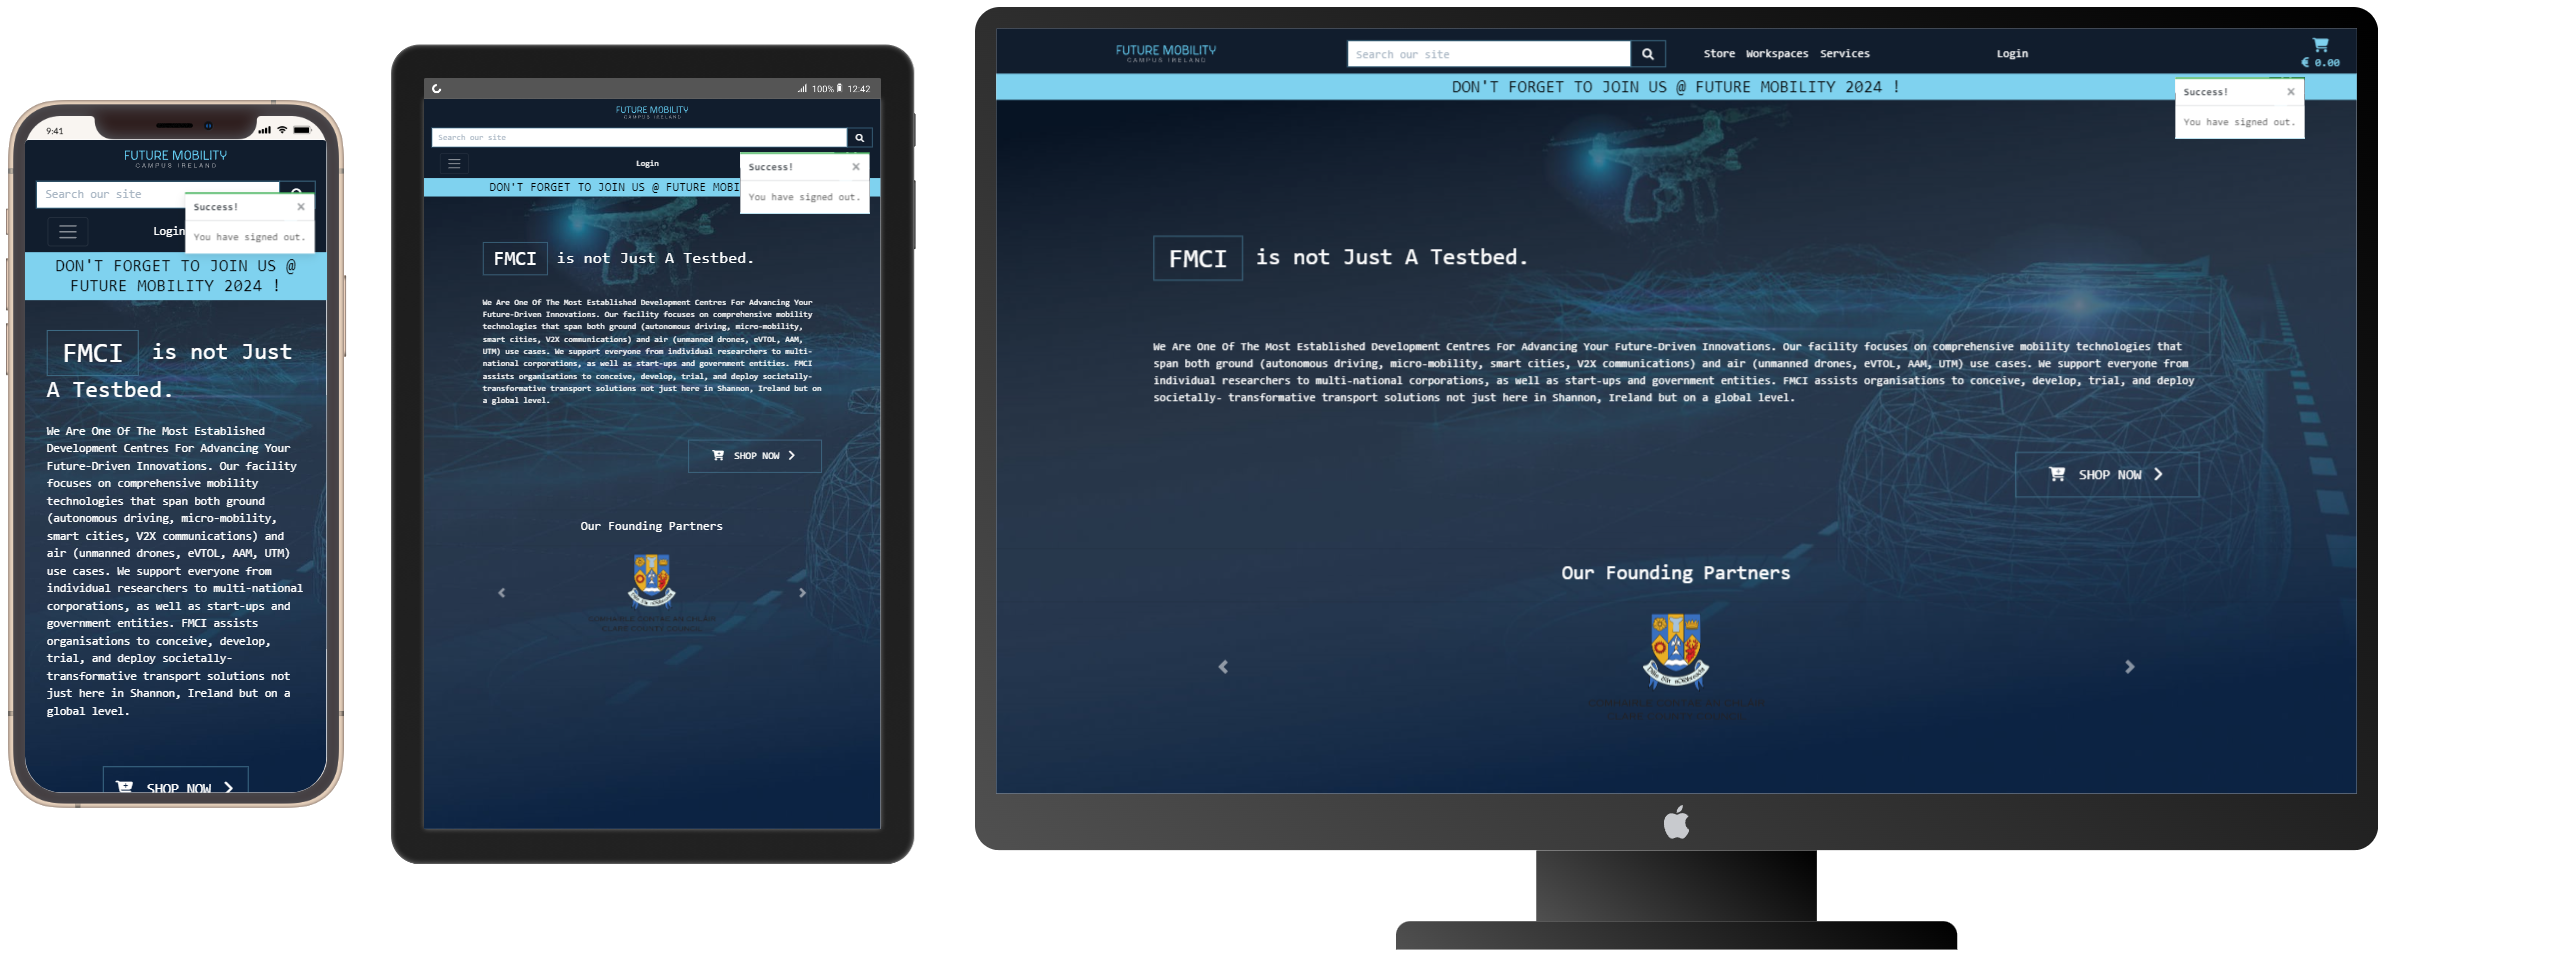 9:41
FUTURE MOBILITY
CAMPUS IRELAND
Search our site
Success!
You have signed out.
Login
DON'T FORGET TO JOIN US @
FUTURE MOBILITY 2024 !
FMCI is not Just
A Testbed.
We Are One Of The Most Established
Development Centres For Advancing Your
Future-Driven Innovations. Our facility
focuses on comprehensive mobility
technologies that span both ground
(autonomous driving, micro-mobility,
smart cities, V2X communications) and
air (unmanned drones, eVTOL, AAM, UTM)
use cases. We support everyone from
individual researchers to multi-national
corporations, as well as start-ups and
government entities. FMCI assists
organisations to conceive, develop,
trial, and deploy societally-
transformative transport solutions not
just here in Shannon, Ireland but on a
global level.
SHOP NOW
100% 12:42
FUTURE MOBILITY
CAMPUS IRELAND
Search our site
Login
Success!
You have signed out.
DON'T FORGET TO JOIN US @ FUTURE MOBI
FMCI is not Just A Testbed.
We Are One Of The Most Established Development Centres For Advancing Your
Future-Driven Innovations. Our facility focuses on comprehensive mobility
technologies that span both ground (autonomous driving, micro-mobility,
smart cities, V2X communications) and air (unmanned drones, eVTOL, AAM,
UTM) use cases. We support everyone from individual researchers to multi-
national corporations, as well as start-ups and government entities. FMCI
assists organisations to conceive, develop, trial, and deploy societally-
transformative transport solutions not just here in Shannon, Ireland but on
a global level.
SHOP NOW
Our Founding Partners
COMHAIRLE CONTAE AN CHLÁIR
CLARE COUNTY COUNCIL
FUTURE MOBILITY
CAMPUS IRELAND
Search our site
Store Workspaces Services
Login
€ 0.00
DON'T FORGET TO JOIN US @ FUTURE MOBILITY 2024 !
Success!
You have signed out.
FMCI is not Just A Testbed.
We Are One Of The Most Established Development Centres For Advancing Your Future-Driven Innovations. Our facility focuses on comprehensive mobility technologies that
span both ground (autonomous driving, micro-mobility, smart cities, V2X communications) and air (unmanned drones, eVTOL, AAM, UTM) use cases. We support everyone from
individual researchers to multi-national corporations, as well as start-ups and government entities. FMCI assists organisations to conceive, develop, trial, and deploy
societally- transformative transport solutions not just here in Shannon, Ireland but on a global level.
SHOP NOW
Our Founding Partners
COMHAIRLE CONTAE AN CHLÁIR
CLARE COUNTY COUNCIL